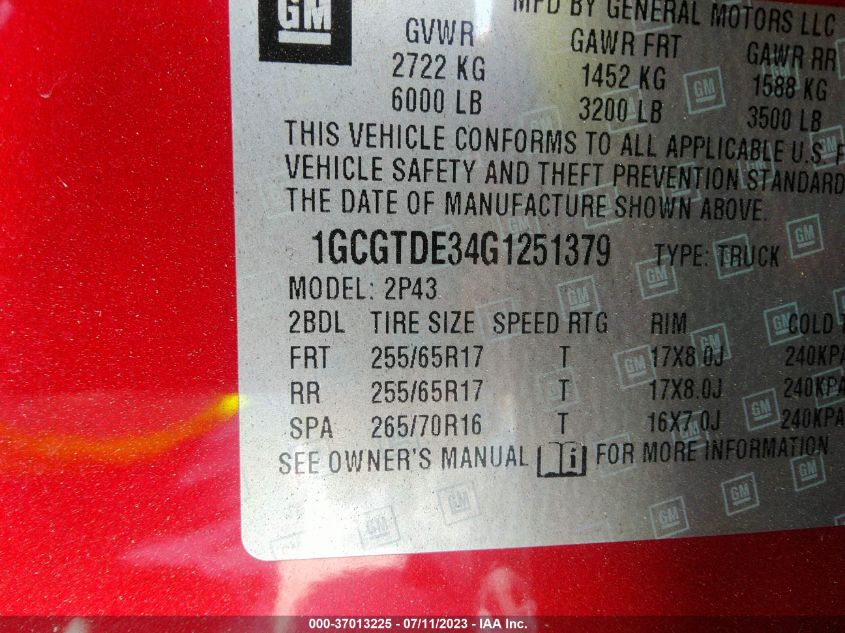 GM
MFD BY GENERAL MOTORS LLC
GVWR GAWR FRT GAWR RR
2722 KG 1452 KG 1588 KG
6000 LB 3200 LB 3500 LB
THIS VEHICLE CONFORMS TO ALL APPLICABLE U.S. F
VEHICLE SAFETY AND THEFT PREVENTION STANDARD
THE DATE OF MANUFACTURE SHOWN ABOVE.
1GCGTDE34G1251379 TYPE: TRUCK
MODEL: 2P43
2BDL TIRE SIZE SPEED RTG RIM COLD T
FRT 255/65R17 T 17X8.0J 240KPA
RR 255/65R17 T 17X8.0J 240KPA
SPA 265/70R16 T 16X7.0J 240KPA
SEE OWNER'S MANUAL i FOR MORE INFORMATION
000-37013225 - 07/11/2023 - IAA Inc.